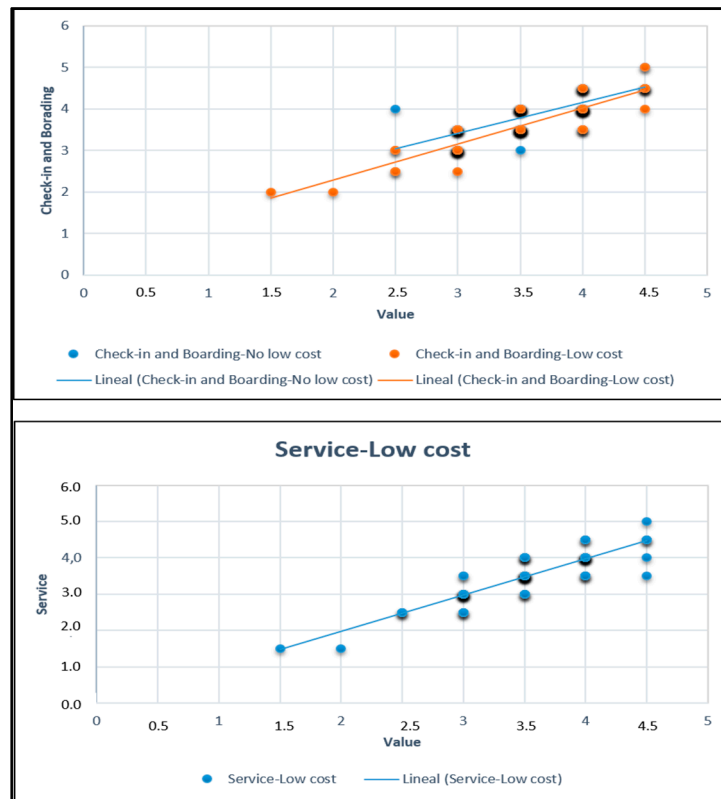 6
5
4
3
2
1
0
Check-in and Borading
0 0.5 1 1.5 2 2.5 3 3.5 4 4.5 5
Value
Check-in and Boarding-No low cost Check-in and Boarding-Low cost
Lineal (Check-in and Boarding-No low cost) Lineal (Check-in and Boarding-Low cost)
Service-Low cost
6.0
5.0
4,0
3.0
2.0
1.0
0.0
Service
0 0.5 1 1.5 2 2.5 3 3.5 4 4.5 5
Value
Service-Low cost Lineal (Service-Low cost)